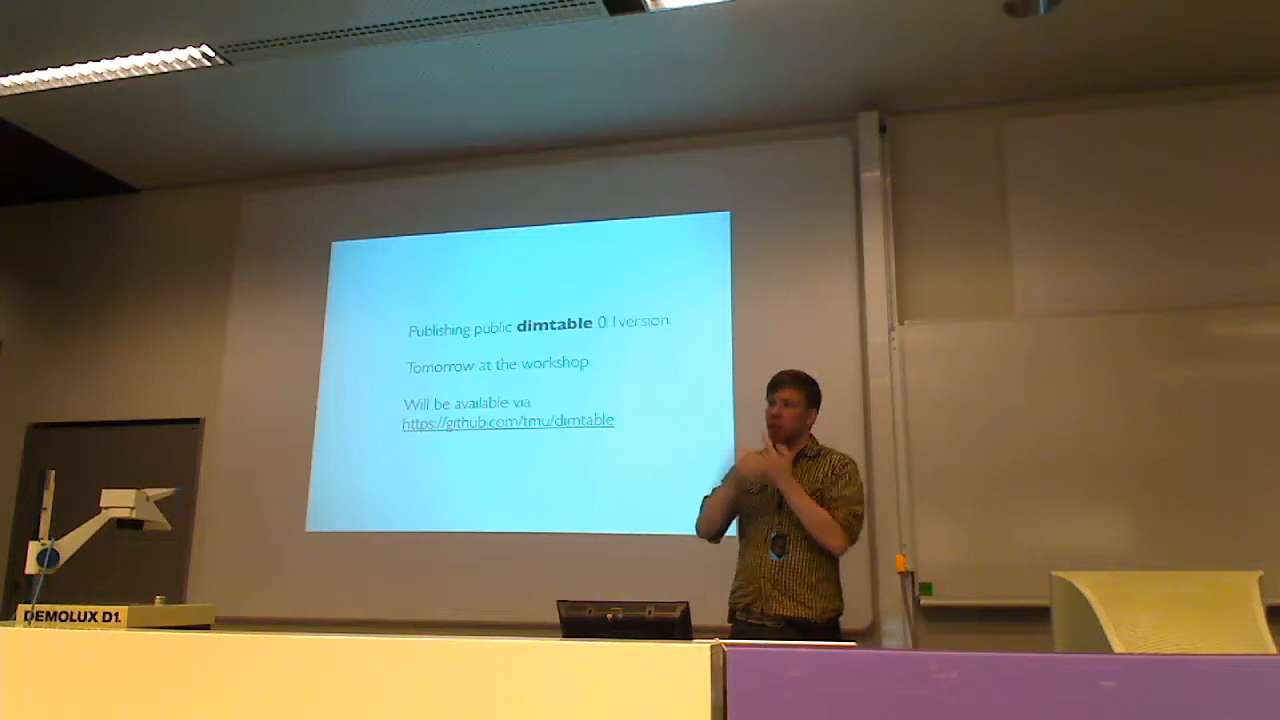 Publishing public dimtable 0.1 version
Tomorrow at the workshop
Will be available via
https://github.com/tmu/dimtable
DEMOLUX D1.